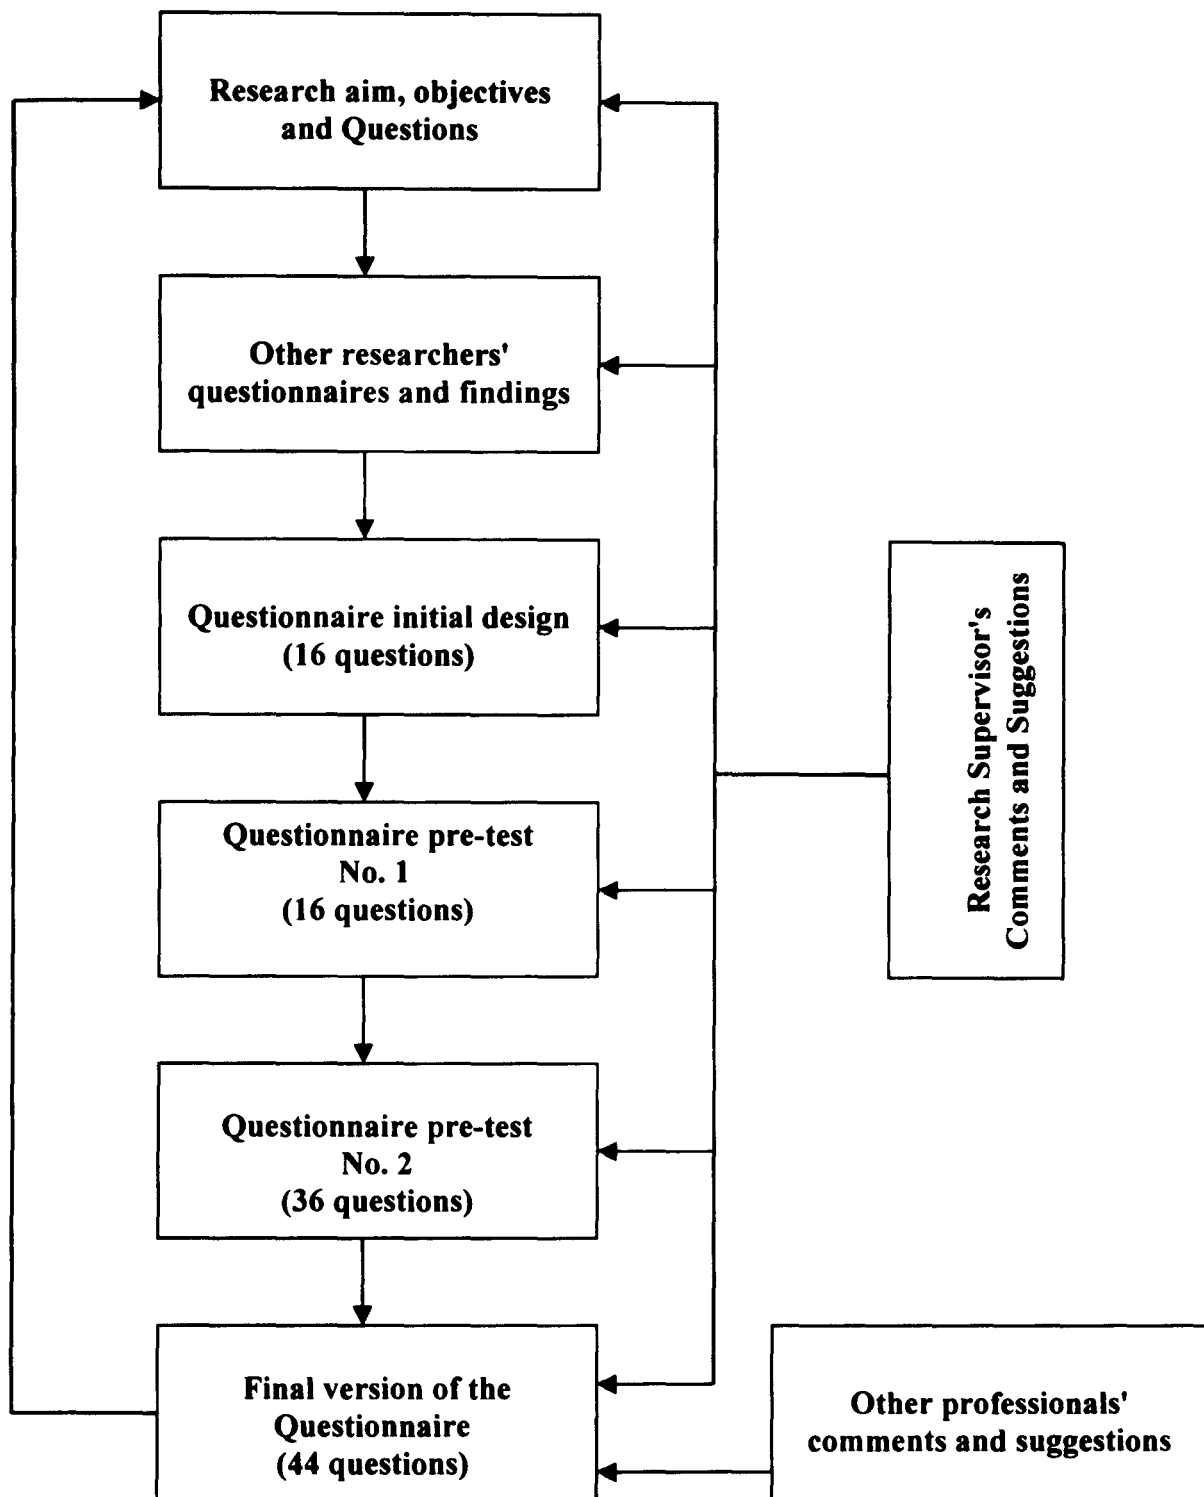 Research aim, objectives
and Questions
Other researchers'
questionnaires and findings
Questionnaire initial design
(16 questions)
Research Supervisor's
Comments and Suggestions
Questionnaire pre-test
No. 1
(16 questions)
Questionnaire pre-test
No. 2
(36 questions)
Final version of the
Questionnaire
(44 questions)
Other professionals'
comments and suggestions